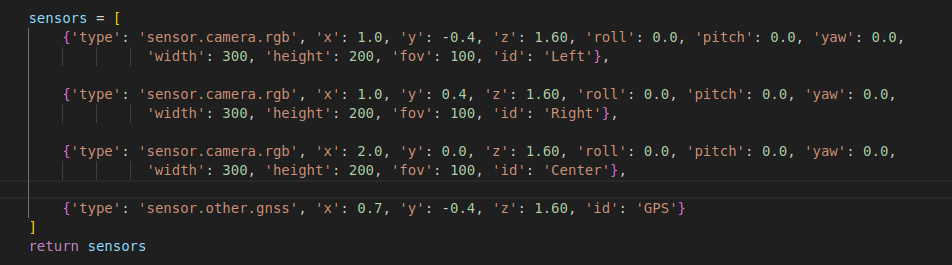 sensors = [
{'type': 'sensor.camera.rgb', 'x': 1.0, 'y': -0.4, 'z': 1.60, 'roll': 0.0, 'pitch': 0.0, 'yaw': 0.0,
'width': 300, 'height': 200, 'fov': 100, 'id': 'Left'},
{'type': 'sensor.camera.rgb', 'x': 1.0, 'y': 0.4, 'z': 1.60, 'roll': 0.0, 'pitch': 0.0, 'yaw': 0.0,
'width': 300, 'height': 200, 'fov': 100, 'id': 'Right'},
{'type': 'sensor.camera.rgb', 'x': 2.0, 'y': 0.0, 'z': 1.60, 'roll': 0.0, 'pitch': 0.0, 'yaw': 0.0,
'width': 300, 'height': 200, 'fov': 100, 'id': 'Center'},
{'type': 'sensor.other.gnss', 'x': 0.7, 'y': -0.4, 'z': 1.60, 'id': 'GPS'}
]
return sensors